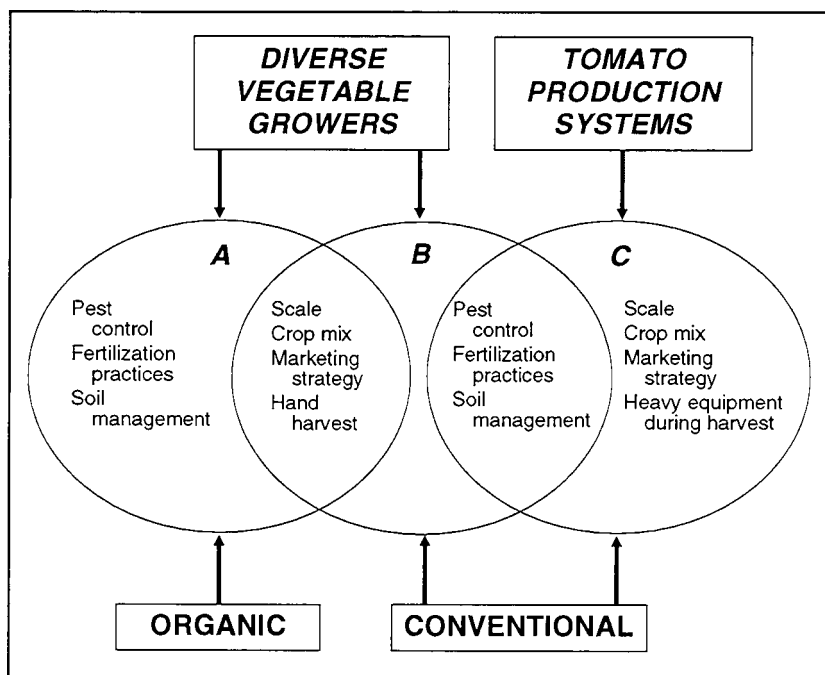 DIVERSE
VEGETABLE
GROWERS
TOMATO
PRODUCTION
SYSTEMS
A
B
C
Pest
control
Fertilization
practices
Soil
management
Scale
Crop mix
Marketing
strategy
Hand
harvest
Pest
control
Fertilization
practices
Soil
management
Scale
Crop mix
Marketing
strategy
Heavy equipment
during harvest
ORGANIC
CONVENTIONAL